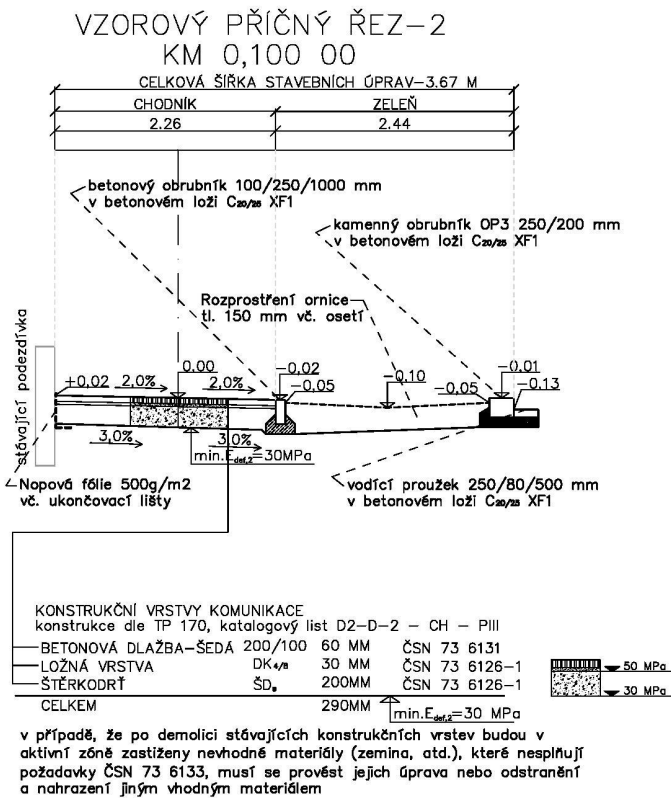 VZOROVÝ PŘÍČNÝ ŘEZ-2
KM 0,100 00
CELKOVÁ ŠÍŘKA STAVEBNÍCH ÚPRAV-3.67 M
CHODNÍK ZELEŇ
2.26 2.44
betonový obrubník 100/250/1000 mm
v betonovém loži C20/25 XF1
kamenný obrubník OP3 250/200 mm
v betonovém loži C20/25 XF1
Rozprostření ornice
tl. 150 mm vč. osetí
stávající podezdívka
+0,02 2.0% 0.00 2.0% -0,02 -0,05 -0,10 -0,05 -0,01 -0,13
3,0% 3,0%
min.Edef,2=30MPa
Nopová fólie 500g/m2
vč. ukončovací lišty
vodící proužek 250/80/500 mm
v betonovém loži C20/25 XF1
KONSTRUKČNÍ VRSTVY KOMUNIKACE
konstrukce dle TP 170, katalogový list D2-D-2 - CH - PIII
BETONOVÁ DLAŽBA-ŠEDÁ 200/100 60 MM ČSN 73 6131
LOŽNÁ VRSTVA DK4/8 30 MM ČSN 73 6126-1
ŠTĚRKODRŤ ŠD 200MM ČSN 73 6126-1
CELKEM 290MM min.Edef,2=30 MPa
50 MPa
30 MPa
v případě, že po demolici stávajících konstrukčních vrstev budou v
aktivní zóně zastiženy nevhodné materiály (zemina, atd.), které nesplňují
požadavky ČSN 73 6133, musí se provést jejich úprava nebo odstranění
a nahrazení jiným vhodným materiálem